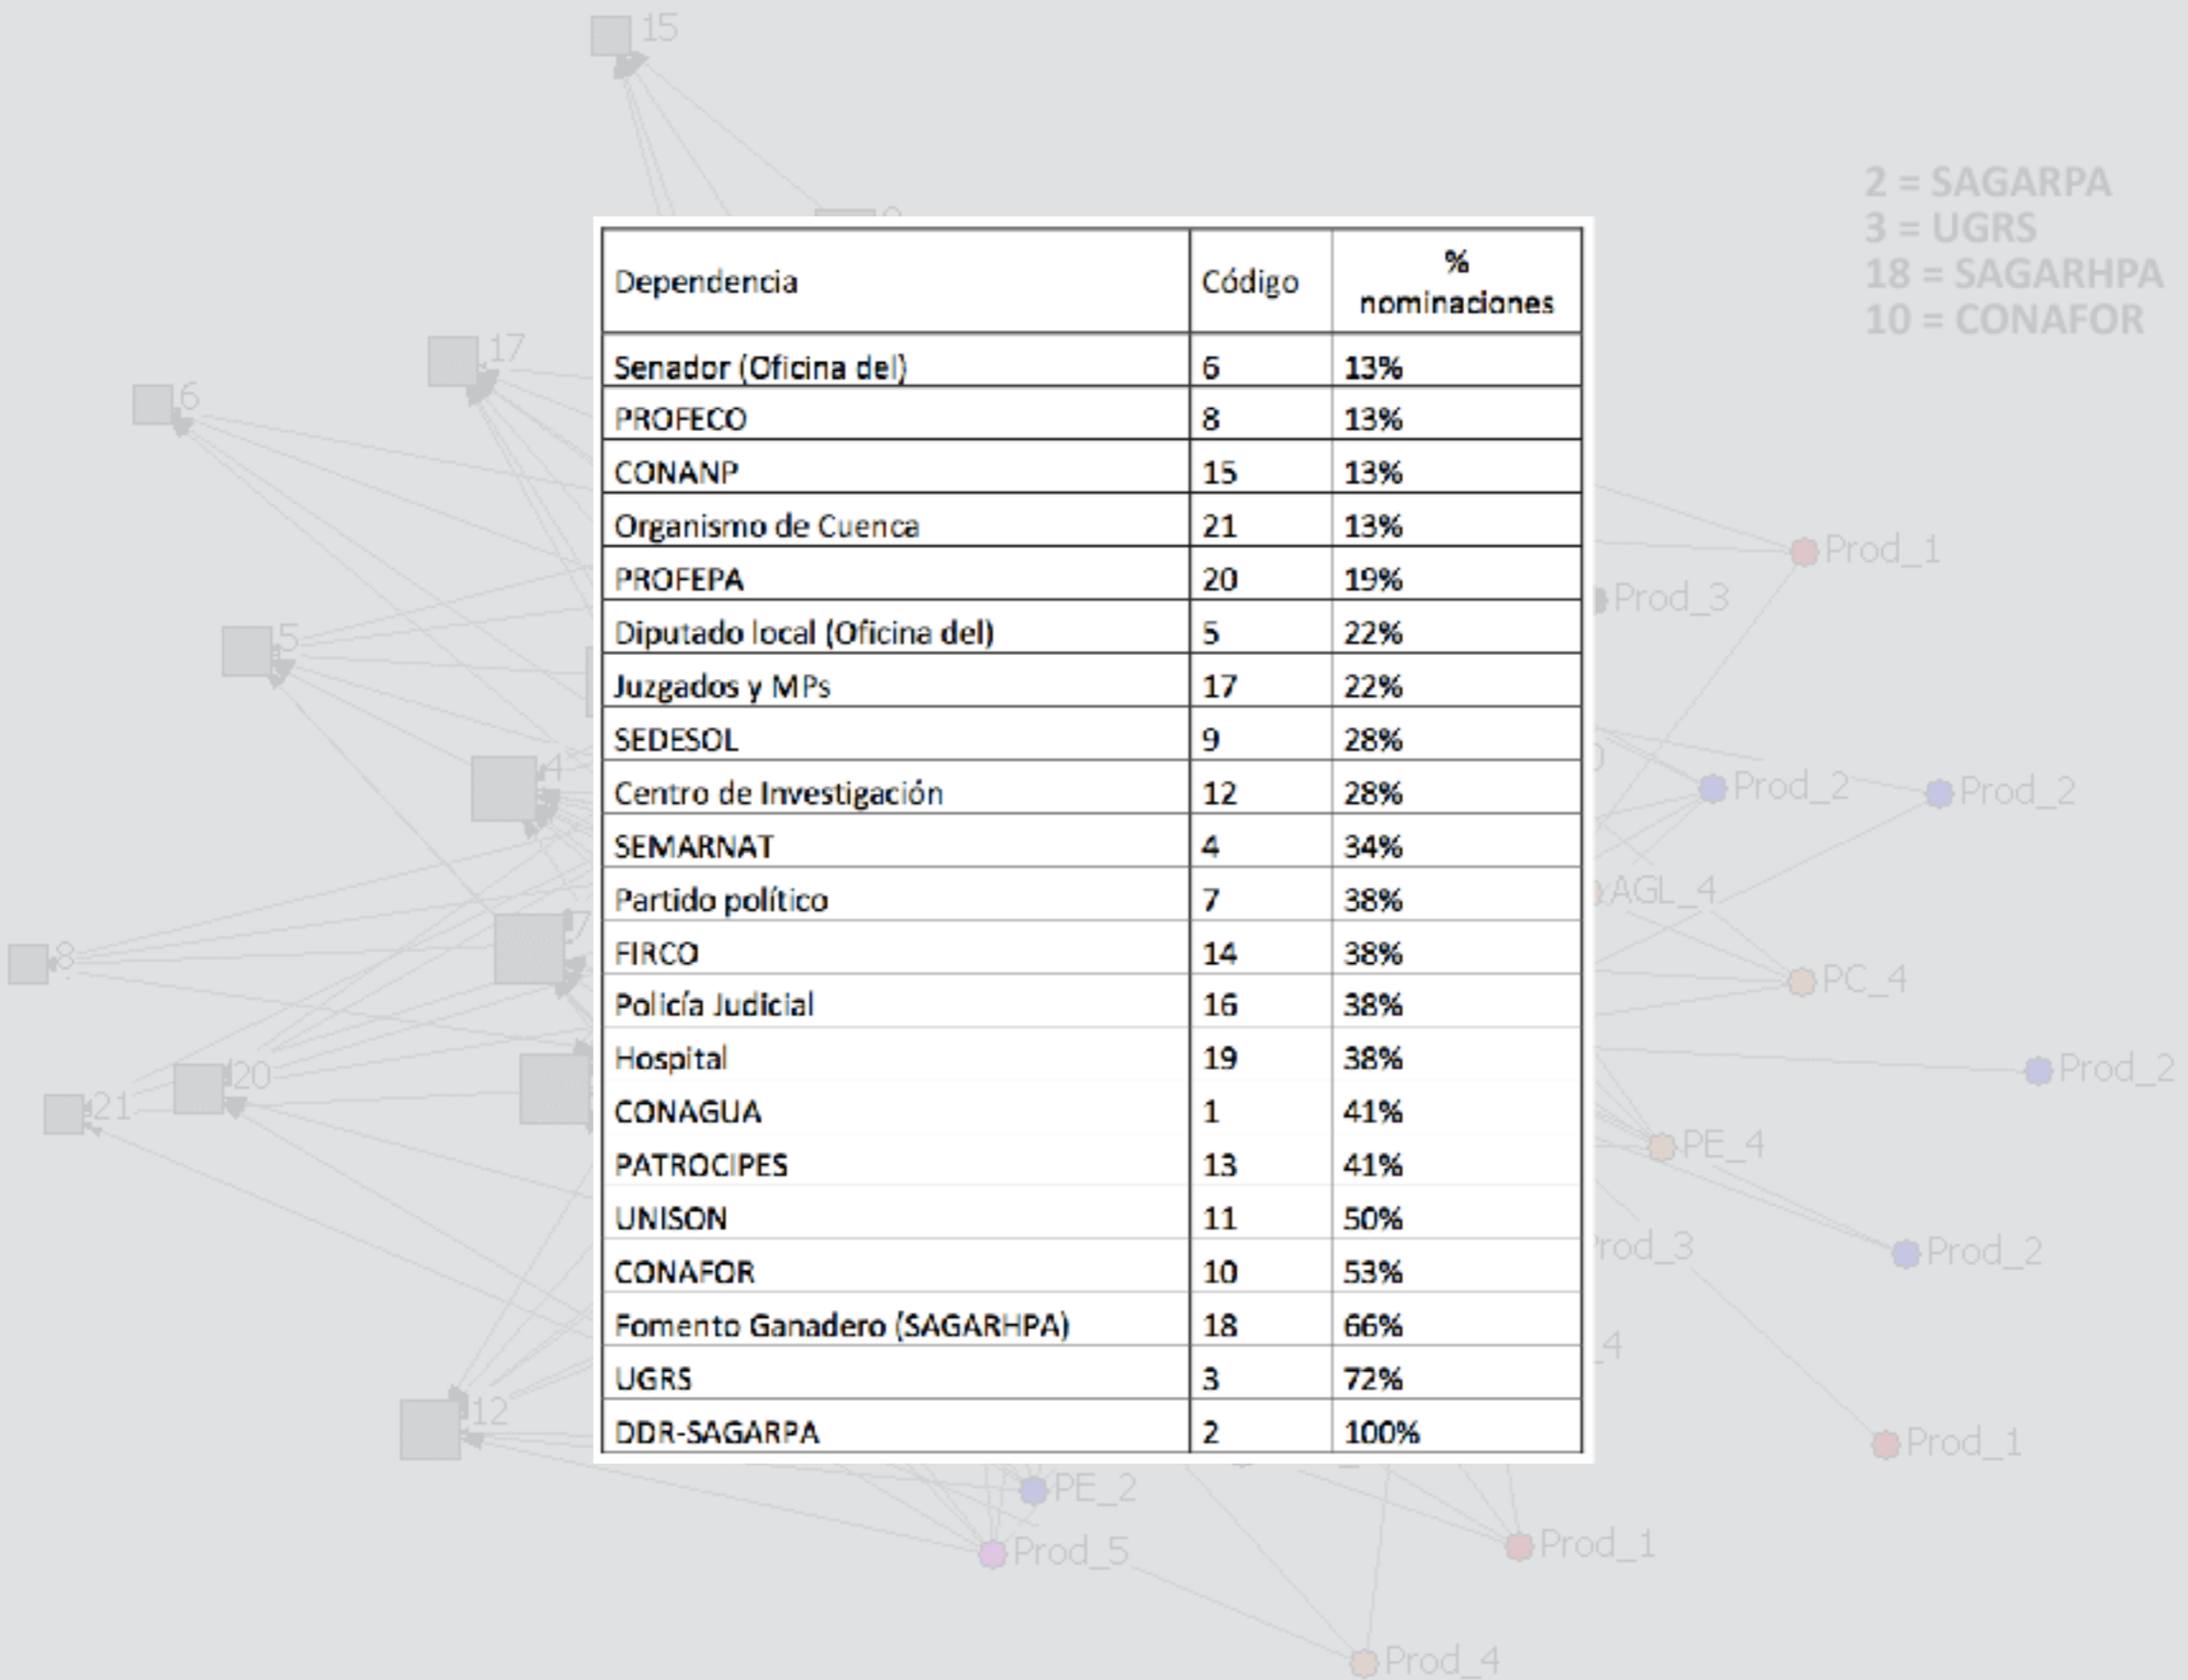 15
2 = SAGARPA
3 = UGRS
18 = SAGARHPA
10 = CONAFOR
17
6
5
4
7
8
20
21
12
Dependencia Código % nominaciones
Senador (Oficina del) 6 13%
PROFECO 8 13%
CONANP 15 13%
Organismo de Cuenca 21 13%
PROFEPA 20 19%
Diputado local (Oficina del) 5 22%
Juzgados y MPs 17 22%
SEDESOL 9 28%
Centro de Investigación 12 28%
SEMARNAT 4 34%
Partido político 7 38%
FIRCO 14 38%
Policía Judicial 16 38%
Hospital 19 38%
CONAGUA 1 41%
PATROCIPES 13 41%
UNISON 11 50%
CONAFOR 10 53%
Fomento Ganadero (SAGARHPA) 18 66%
UGRS 3 72%
DDR-SAGARPA 2 100%
Prod_1
Prod_3
Prod_2
Prod_2
AGL_4
PC_4
Prod_2
PE_4
rod_3
Prod_2
_4
Prod_1
PE_2
Prod_5
Prod_1
Prod_4